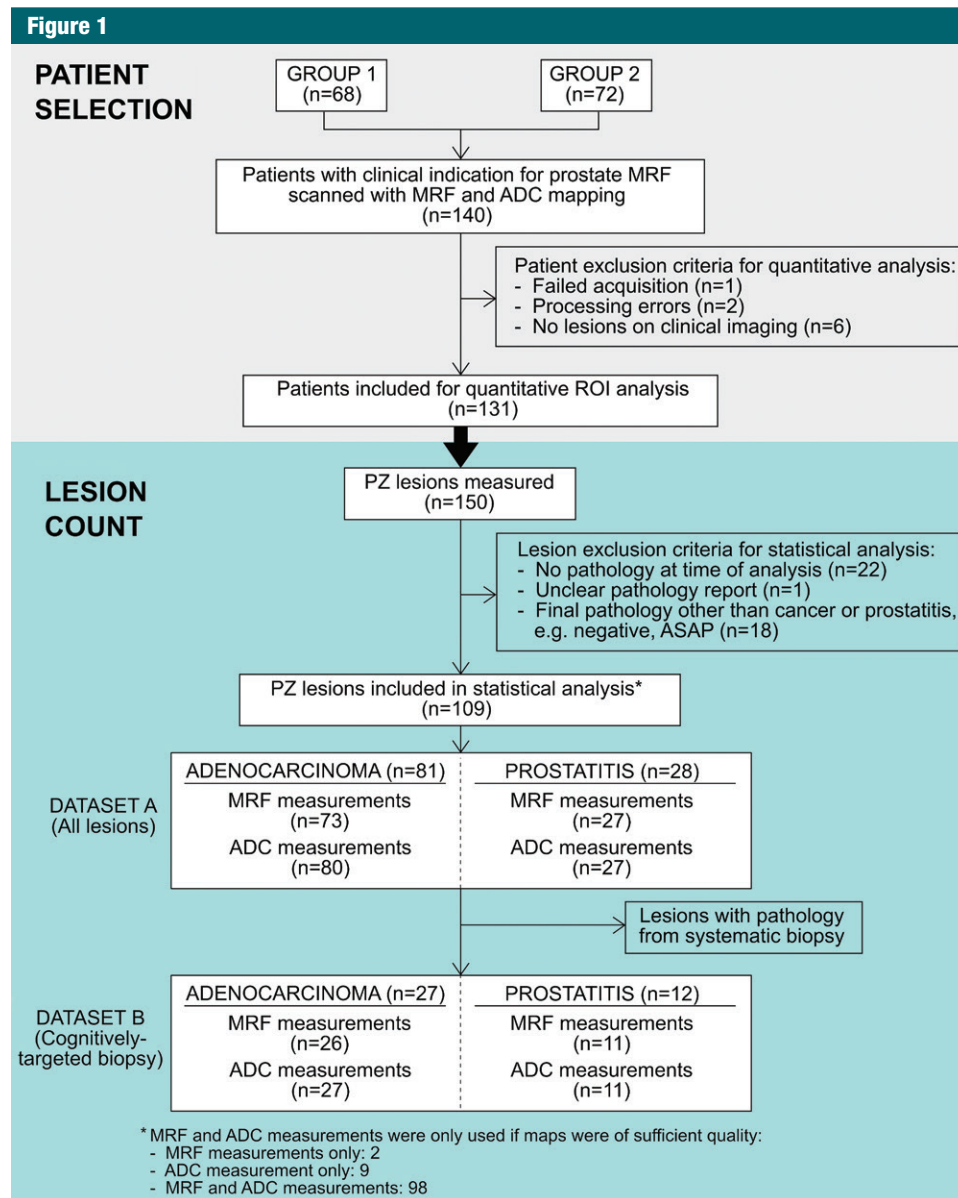 Figure 1
PATIENT
SELECTION
GROUP 1
(n=68)
GROUP 2
(n=72)
Patients with clinical indication for prostate MRF
scanned with MRF and ADC mapping
(n=140)
Patient exclusion criteria for quantitative analysis:
- Failed acquisition (n=1)
- Processing errors (n=2)
- No lesions on clinical imaging (n=6)
Patients included for quantitative ROI analysis
(n=131)
LESION
COUNT
PZ lesions measured
(n=150)
Lesion exclusion criteria for statistical analysis:
- No pathology at time of analysis (n=22)
- Unclear pathology report (n=1)
- Final pathology other than cancer or prostatitis,
e.g. negative, ASAP (n=18)
PZ lesions included in statistical analysis*
(n=109)
DATASET A
(All lesions)
ADENOCARCINOMA (n=81)
MRF measurements
(n=73)
ADC measurements
(n=80)
PROSTATITIS (n=28)
MRF measurements
(n=27)
ADC measurements
(n=27)
Lesions with pathology
from systematic biopsy
DATASET B
(Cognitively-
targeted biopsy)
ADENOCARCINOMA (n=27)
MRF measurements
(n=26)
ADC measurements
(n=27)
PROSTATITIS (n=12)
MRF measurements
(n=11)
ADC measurements
(n=11)
* MRF and ADC measurements were only used if maps were of sufficient quality:
- MRF measurements only: 2
- ADC measurement only: 9
- MRF and ADC measurements: 98